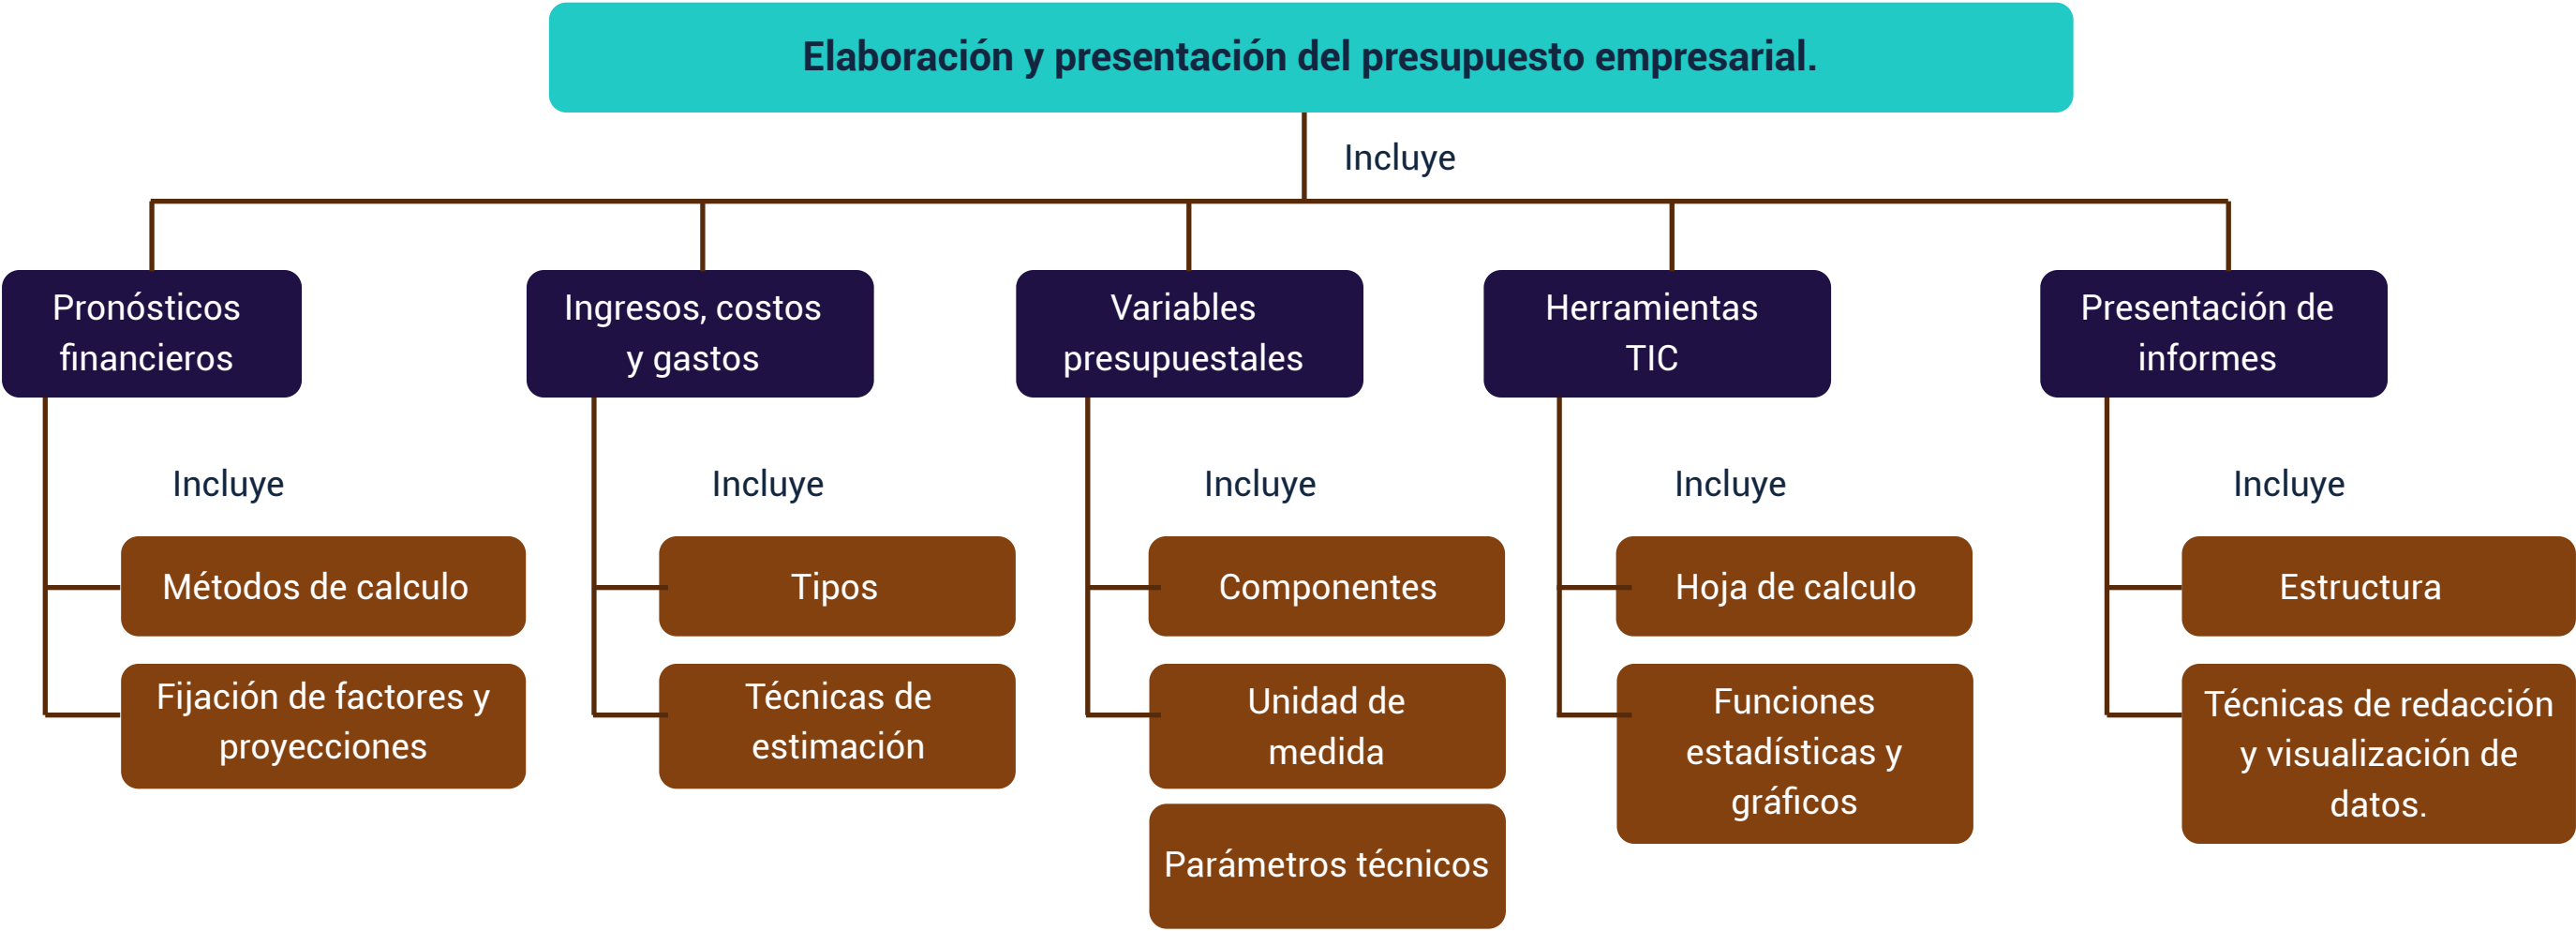 Elaboración y presentación del presupuesto empresarial.
Incluye
Pronósticos
financieros
Incluye
Métodos de calculo
Fijación de factores y
proyecciones
Ingresos, costos
y gastos
Incluye
Tipos
Técnicas de
estimación
Variables
presupuestales
Incluye
Componentes
Unidad de
medida
Parámetros técnicos
Herramientas
TIC
Incluye
Hoja de calculo
Funciones
estadísticas y
gráficos
Presentación de
informes
Incluye
Estructura
Técnicas de redacción
y visualización de
datos.